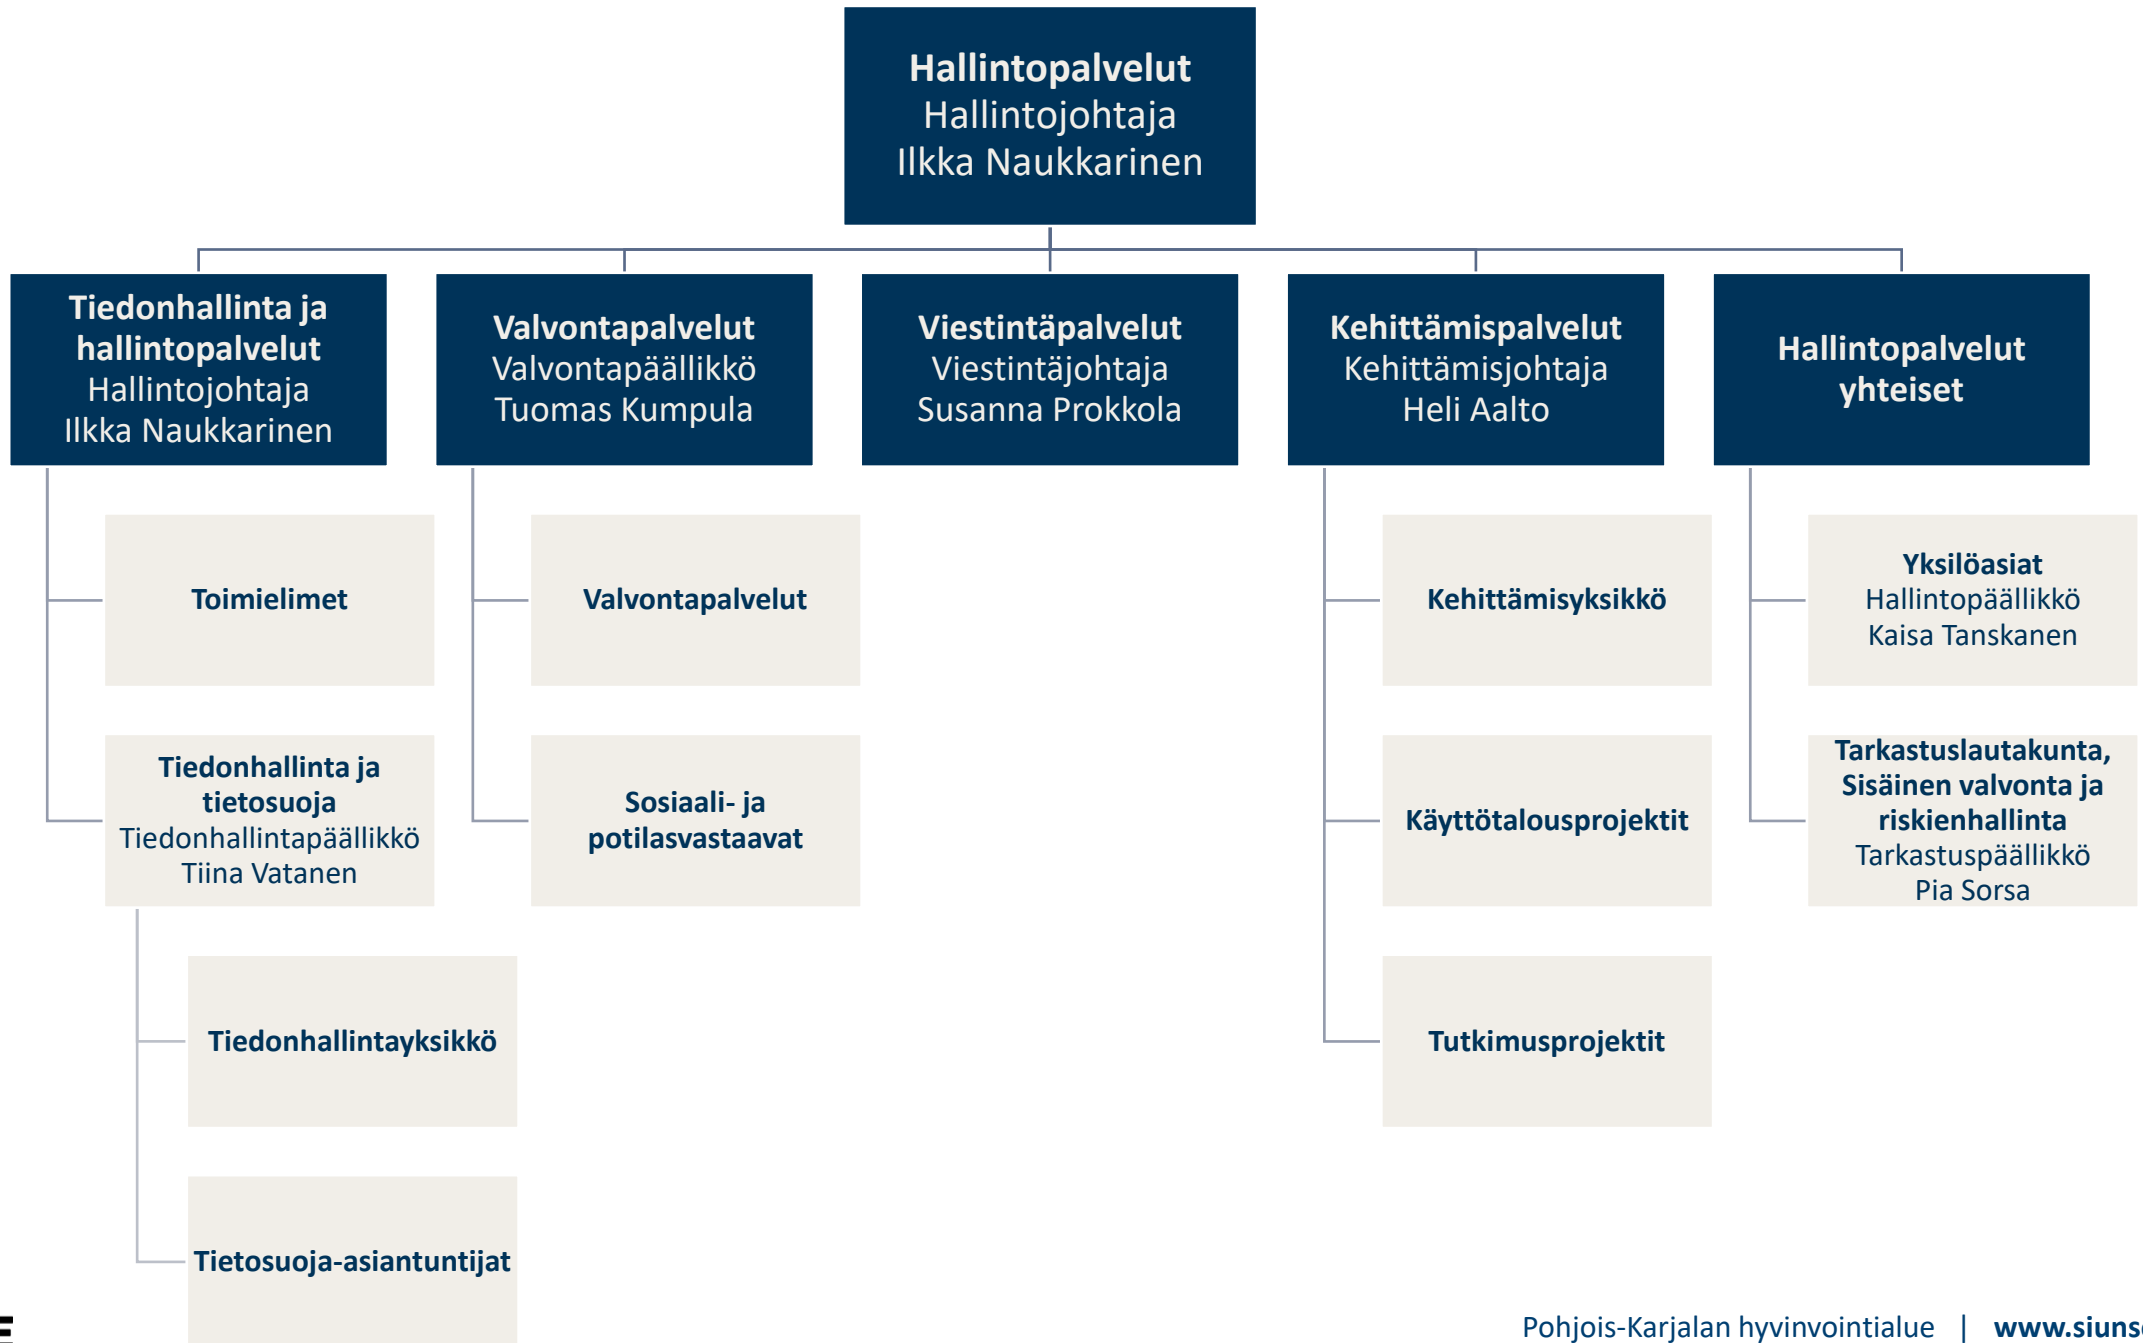 Hallintopalvelut
Hallintojohtaja
Ilkka Naukkarinen
Tiedonhallinta ja
hallintopalvelut
Hallintojohtaja
Ilkka Naukkarinen
Valvontapalvelut
Valvontapäällikkö
Tuomas Kumpula
Viestintäpalvelut
Viestintäjohtaja
Susanna Prokkola
Kehittämispalvelut
Kehittämisjohtaja
Heli Aalto
Hallintopalvelut
yhteiset
Toimielimet
Valvontapalvelut
Kehittämisyksikkö
Yksilöasiat
Hallintopäällikkö
Kaisa Tanskanen
Tiedonhallinta ja
tietosuoja
Tiedonhallintapäällikkö
Tiina Vatanen
Sosiaali- ja
potilasvastaavat
Käyttötalousprojektit
Tarkastuslautakunta,
Sisäinen valvonta ja
riskienhallinta
Tarkastuspäällikkö
Pia Sorsa
Tiedonhallintayksikkö
Tutkimusprojektit
Tietosuoja-asiantuntijat
Pohjois-Karjalan hyvinvointialue | www.siuns